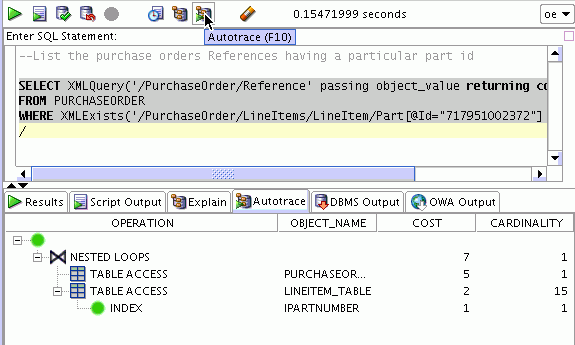 0.15471999 seconds
oe
Enter SQL Statement:
Autotrace (F10)
--List the purchase orders References having a particular part id
SELECT XMLQuery('/PurchaseOrder/Reference' passing object_value returning co
FROM PURCHASEORDER
WHERE XMLExists('/PurchaseOrder/LineItems/LineItem/Part[@Id="717951002372"]
/
Results Script Output Explain Autotrace DBMS Output OWA Output
OPERATION OBJECT_NAME COST CARDINALITY
NESTED LOOPS 7 1
TABLE ACCESS PURCHASEOR... 5 1
TABLE ACCESS LINEITEM_TABLE 2 15
INDEX IPARTNUMBER 1 1